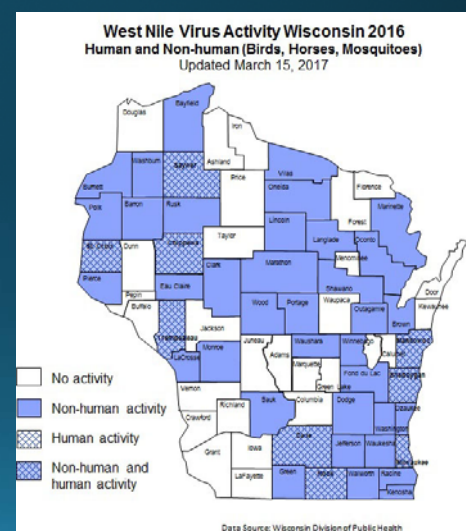 West Nile Virus Activity Wisconsin 2016
Human and Non-human (Birds, Horses, Mosquitoes)
Updated March 15, 2017
Bayfield
Douglas
Iron
Ashland
Washburn
Sawyer
Vilas
Burnett
Price
Oneida
Florence
Polk
Barron
Rusk
Forest
Marinette
Lincoln
Taylor
Langlade
Oconto
St Croix
Dunn
Chippewa
Menominee
Clark
Marathon
Pierce
Eau Claire
Shawano
Door
Pepin
Buffalo
Wood
Portage
Waupaca
Kewaunee
Outagamie
Brown
Trempealeau
Jackson
Juneau
Adams
Waushara
Winnebago
Calumet
Manitowoc
LaCrosse
Monroe
Marquette
Green Lake
Fond du Lac
Sheboygan
Vernon
Columbia
Dodge
Crawford
Richland
Sauk
Washington
Ozaukee
Dane
Jefferson
Waukesha
Milwaukee
Grant
Iowa
LaFayette
Green
Rock
Walworth
Racine
Kenosha
No activity
Non-human activity
Human activity
Non-human and
human activity
Data Source: Wisconsin Division of Public Health